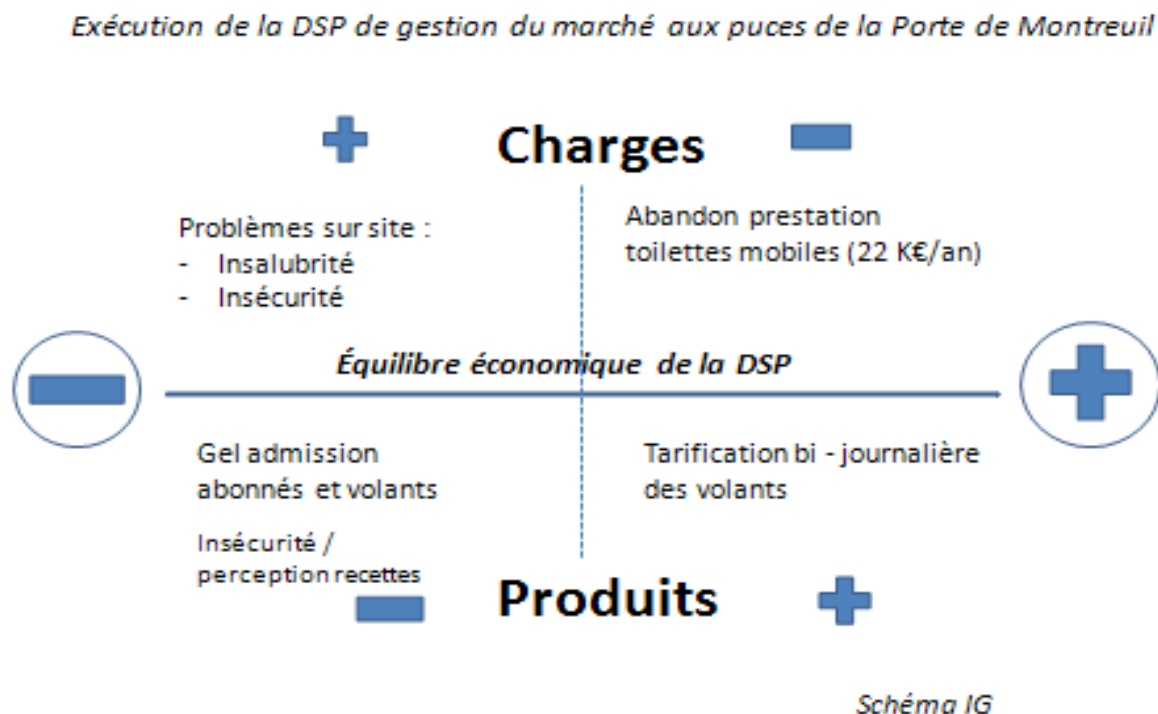 Exécution de la DSP de gestion du marché aux puces de la Porte de Montreuil
Charges
Problèmes sur site :
- Insalubrité
- Insécurité
Abandon prestation
toilettes mobiles (22 K€/an)
Équilibre économique de la DSP
Gel admission
abonnés et volants
Insécurité /
perception recettes
Tarification bi - journalière
des volants
Produits
Schéma IG